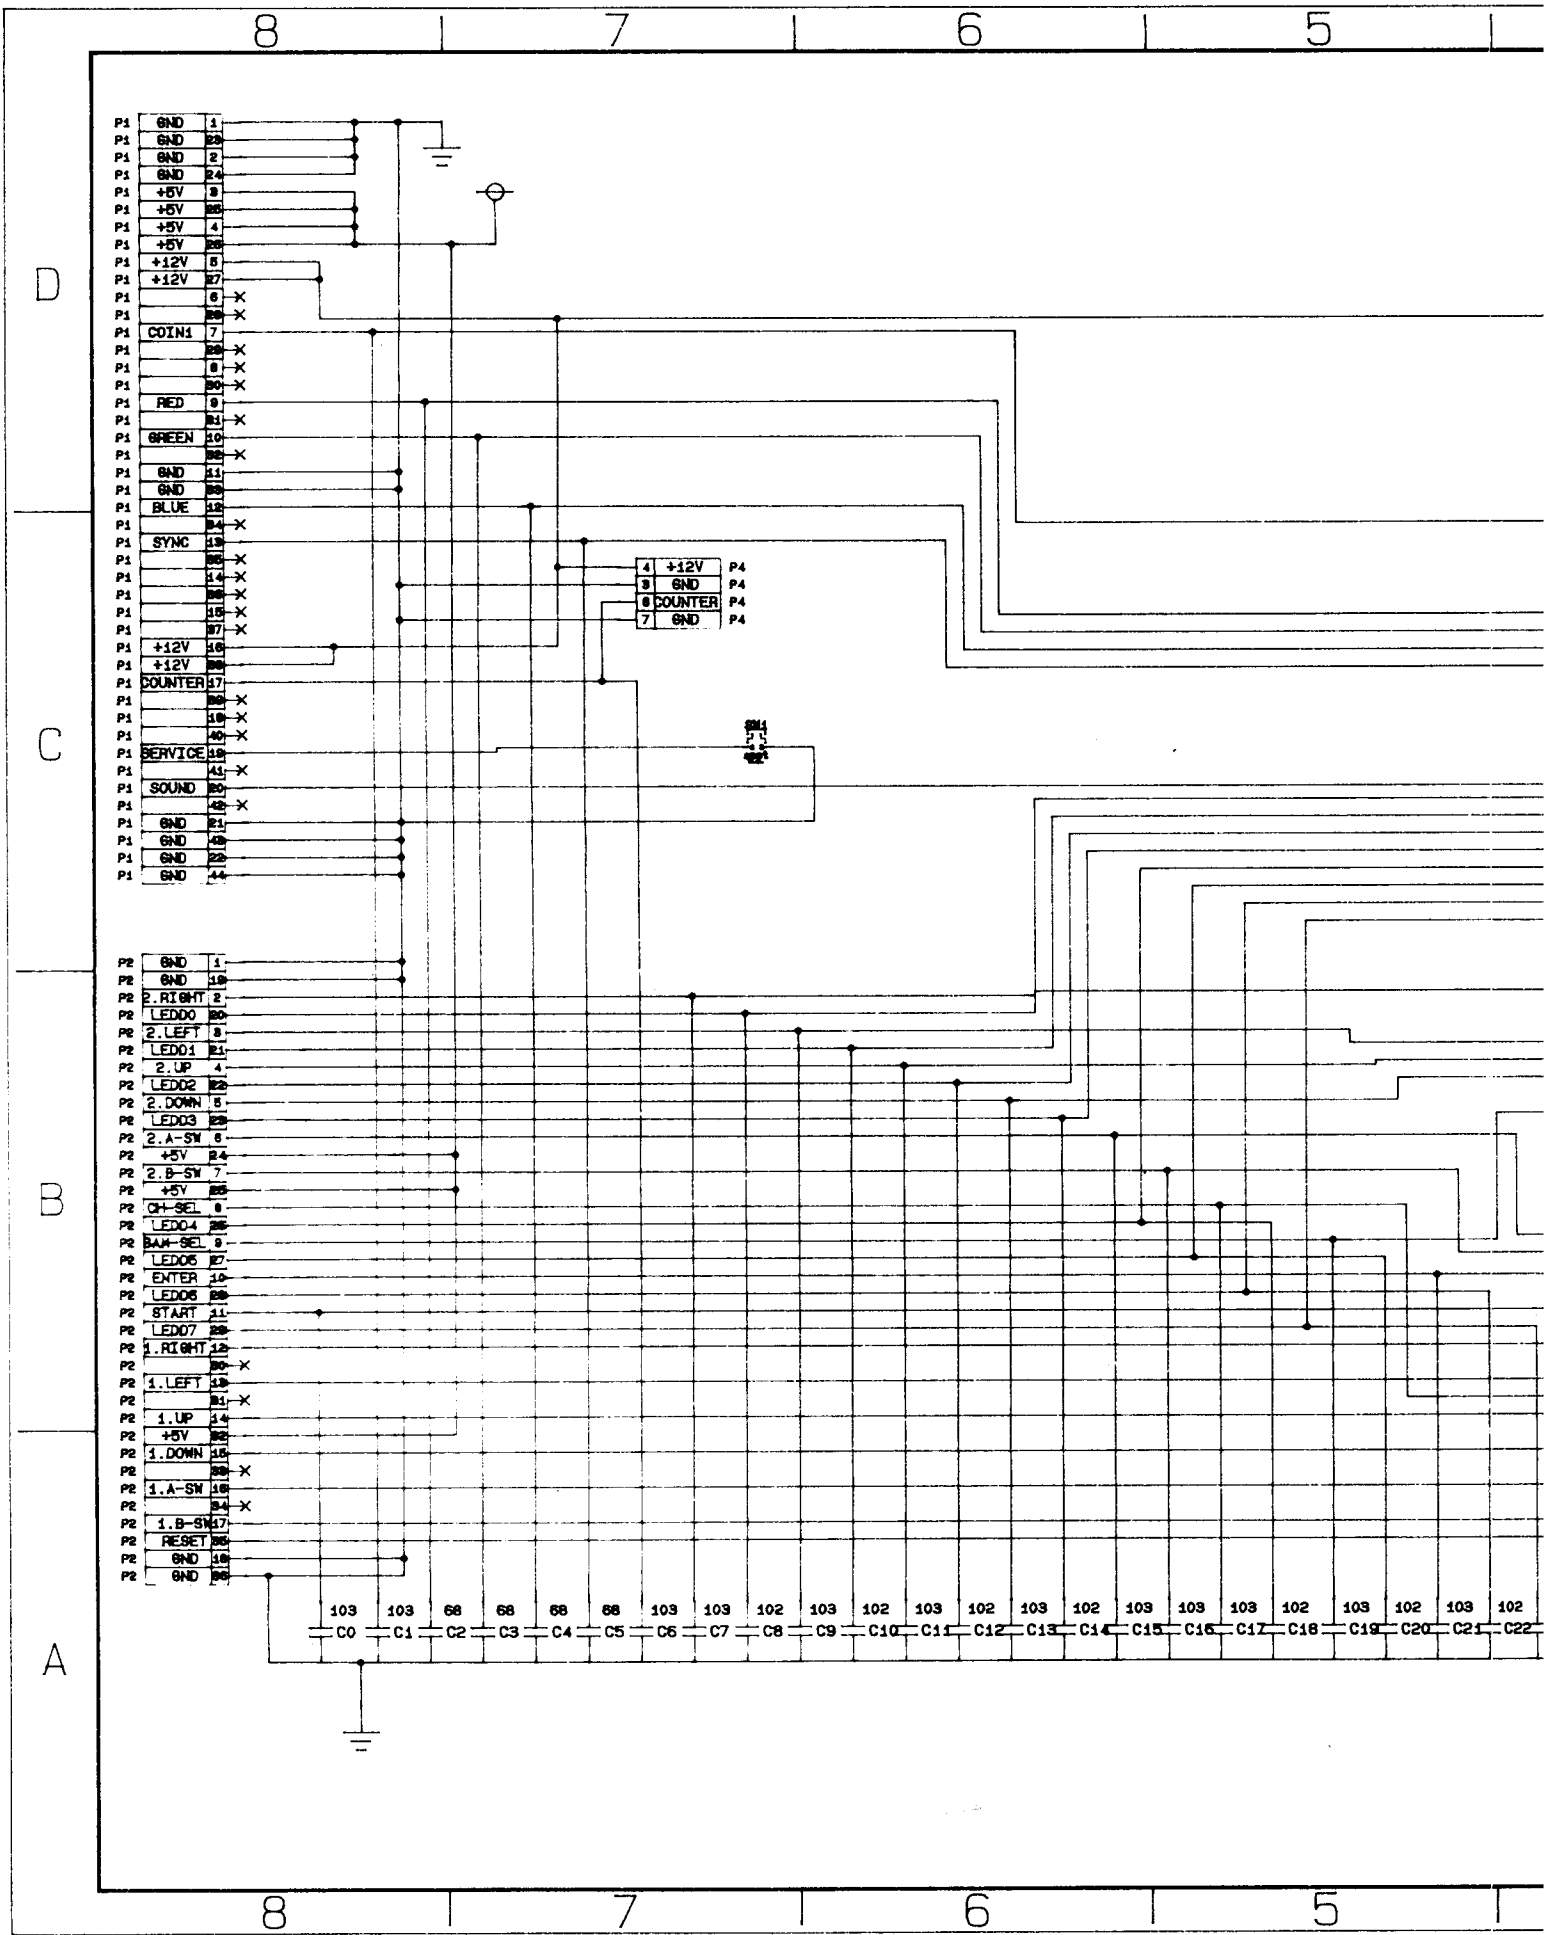 8 7 6 5
P1 GND 1
P1 GND 23
P1 GND 2
P1 GND 24
P1 +5V 3
P1 +5V 25
P1 +5V 4
P1 +5V 26
P1 +12V 5
P1 +12V 27
D
P1 6
P1 28
P1 COIN1 7
P1 29
P1 8
P1 30
P1 RED 9
P1 31
P1 GREEN 10
P1 32
P1 GND 11
P1 GND 33
P1 BLUE 12
P1 34
P1 SYNC 13
P1 35
P1 14
P1 36
P1 15
P1 37
4 +12V P4
3 GND P4
6 COUNTER P4
7 GND P4
P1 +12V 16
P1 +12V 38
P1 COUNTER 17
P1 39
P1 18
P1 40
C
SW1
P1 SERVICE 19
P1 41
P1 SOUND 20
P1 42
P1 GND 21
P1 GND 43
P1 GND 22
P1 GND 44
P2 GND 1
P2 GND 19
P2 2.RIGHT 2
P2 LEDD0 20
P2 2.LEFT 3
P2 LEDD1 21
P2 2.UP 4
P2 LEDD2 22
P2 2.DOWN 5
P2 LEDD3 23
P2 2.A-SW 6
P2 +5V 24
P2 2.B-SW 7
P2 +5V 25
B
P2 CH-SEL 8
P2 LEDD4 26
P2 GAM-SEL 9
P2 LEDD5 27
P2 ENTER 10
P2 LEDD6 28
P2 START 11
P2 LEDD7 29
P2 1.RIGHT 12
P2 30
P2 1.LEFT 13
P2 31
P2 1.UP 14
P2 +5V 32
P2 1.DOWN 15
P2 33
P2 1.A-SW 16
P2 34
P2 1.B-SW 17
P2 RESET 35
P2 GND 18
P2 GND 36
103 103 68 68 68 68 103 103 102 103 102 103 102 103 102 103 103 103 102 103 102 103 102
C0 C1 C2 C3 C4 C5 C6 C7 C8 C9 C10 C11 C12 C13 C14 C15 C16 C17 C18 C19 C20 C21 C22
A
8 7 6 5